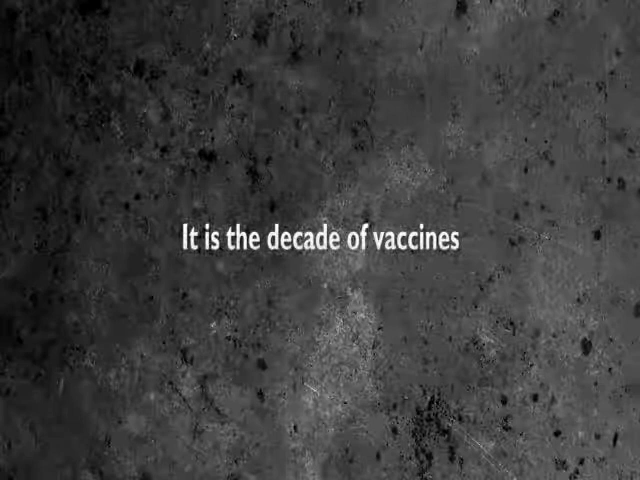 It is the decade of vaccines